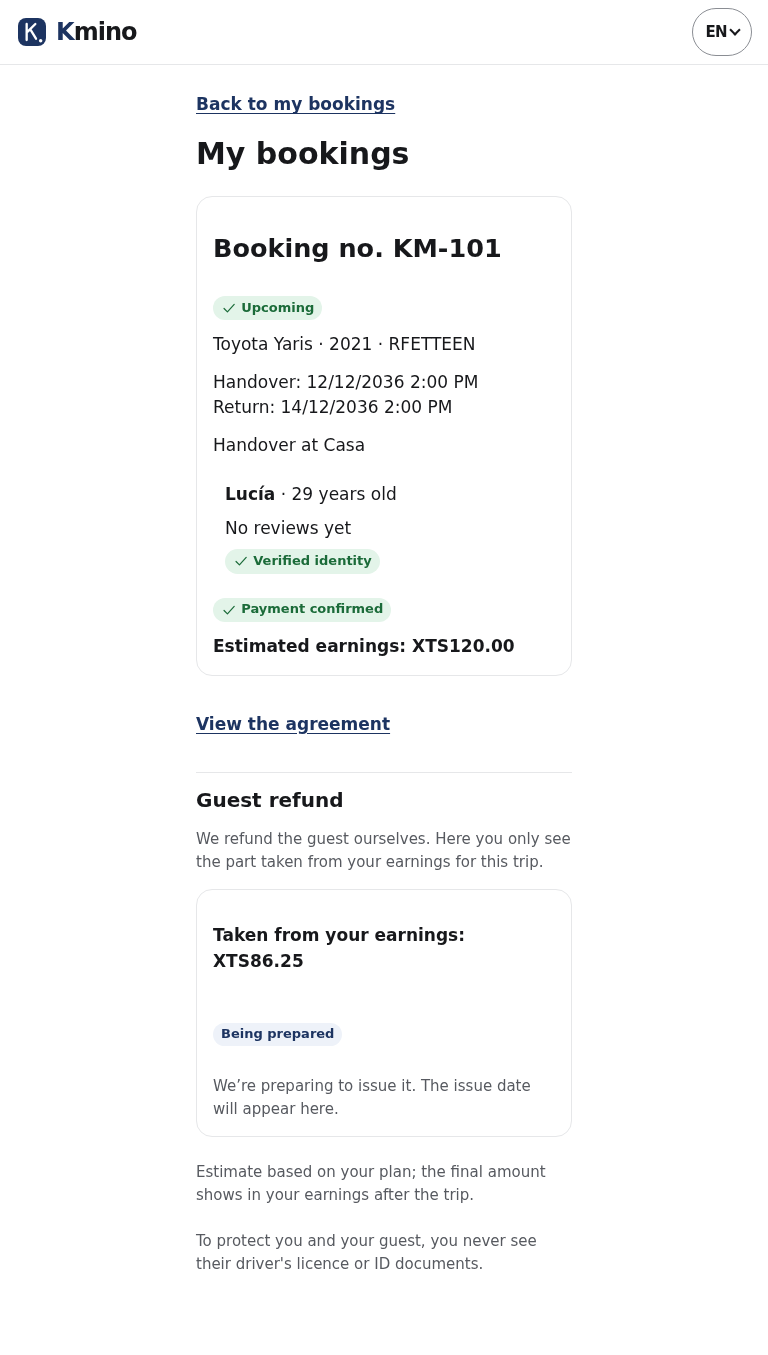 K. Kmino
EN
Back to my bookings
My bookings
Booking no. KM-101
Upcoming
Toyota Yaris · 2021 · RFETTEEN
Handover: 12/12/2036 2:00 PM
Return: 14/12/2036 2:00 PM
Handover at Casa
Lucía · 29 years old
No reviews yet
Verified identity
Payment confirmed
Estimated earnings: XTS120.00
View the agreement
Guest refund
We refund the guest ourselves. Here you only see
the part taken from your earnings for this trip.
Taken from your earnings:
XTS86.25
Being prepared
We’re preparing to issue it. The issue date
will appear here.
Estimate based on your plan; the final amount
shows in your earnings after the trip.
To protect you and your guest, you never see
their driver's licence or ID documents.